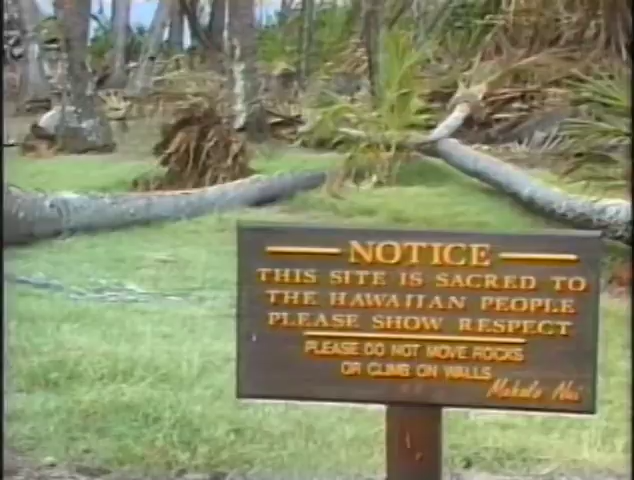 NOTICE
THIS SITE IS SACRED TO
THE HAWAIIAN PEOPLE
PLEASE SHOW RESPECT
PLEASE DO NOT MOVE ROCKS
OR CLIMB ON WALLS
Mahalo Nui